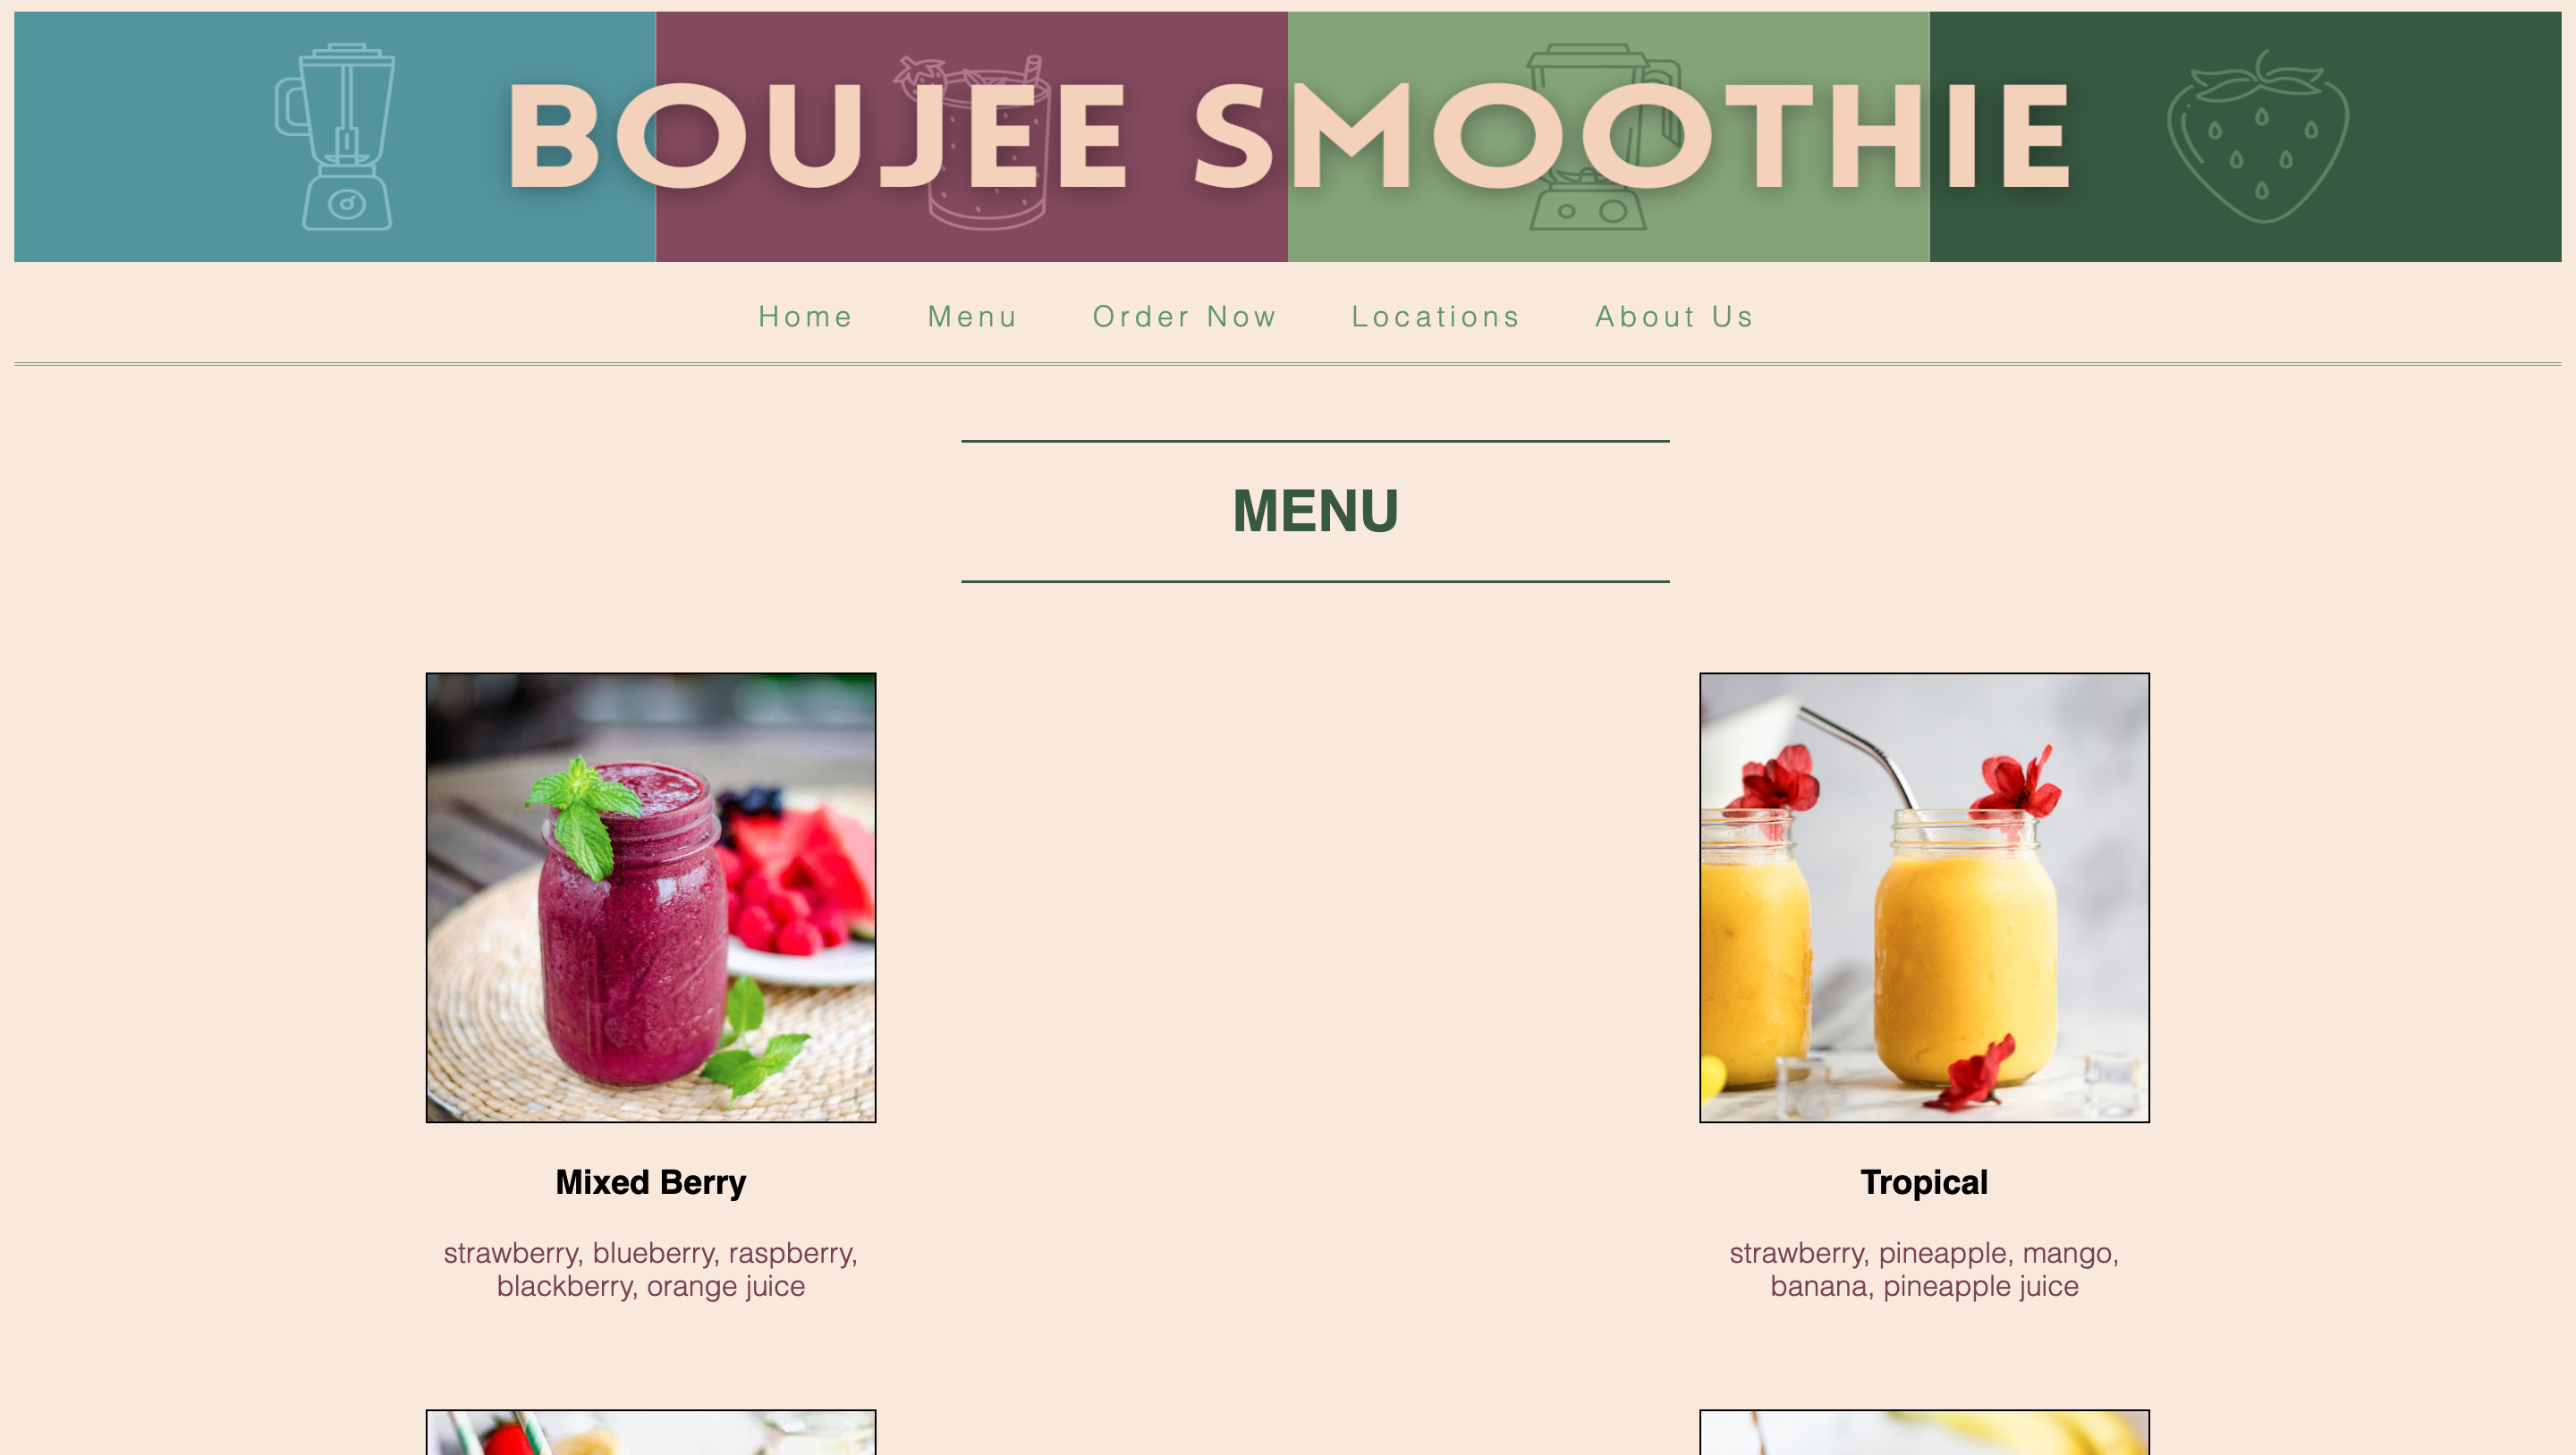 BOUJEE SMOOTHIE
Home Menu Order Now Locations About Us
MENU
Mixed Berry
strawberry, blueberry, raspberry,
blackberry, orange juice
Tropical
strawberry, pineapple, mango,
banana, pineapple juice